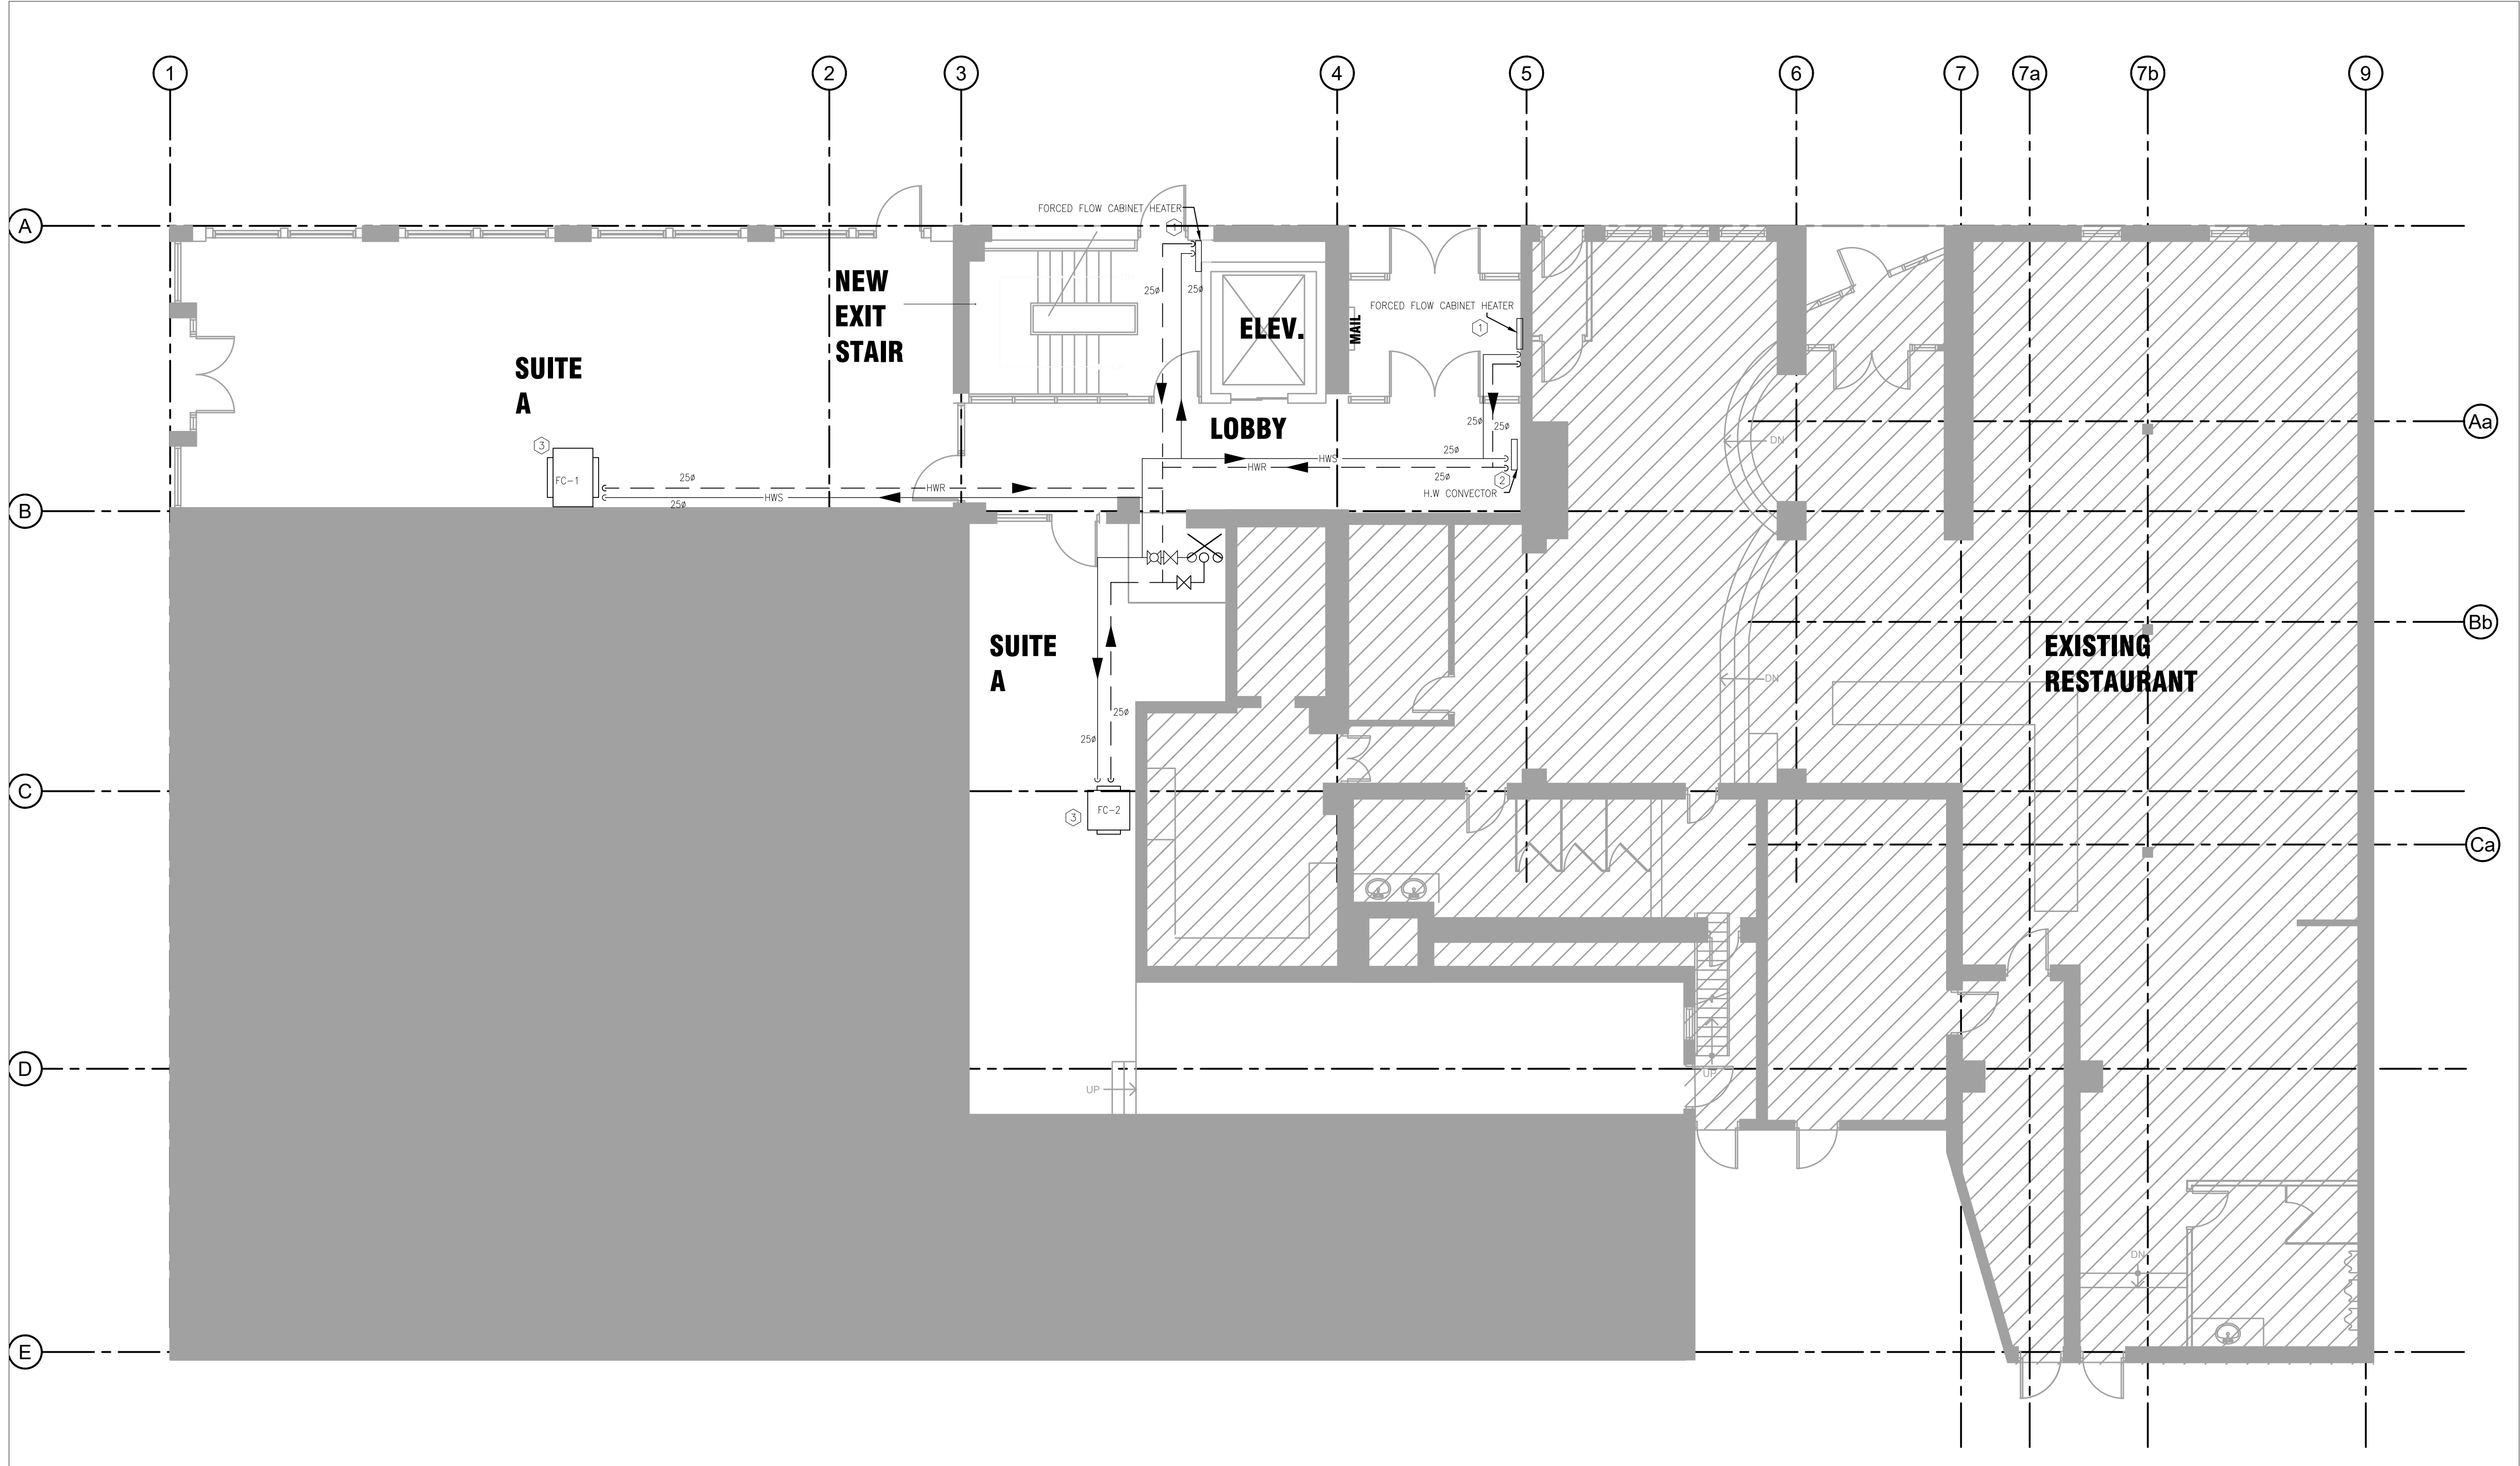 1
2
3
4
5
6
7
7a
7b
9
A
FORCED FLOW CABINET HEATER
1
NEW
EXIT
STAIR
25ø
25ø
ELEV.
MAIL
FORCED FLOW CABINET HEATER
1
SUITE
A
LOBBY
25ø
25ø
Aa
DN
3
FC-1
25ø
HWR
HWS
25ø
25ø
HWS
HWR
25ø
2
H.W CONVECTOR
B
Bb
SUITE
A
EXISTING
RESTAURANT
DN
25ø
25ø
C
FC-2
3
Ca
D
UP
UP
DN
E